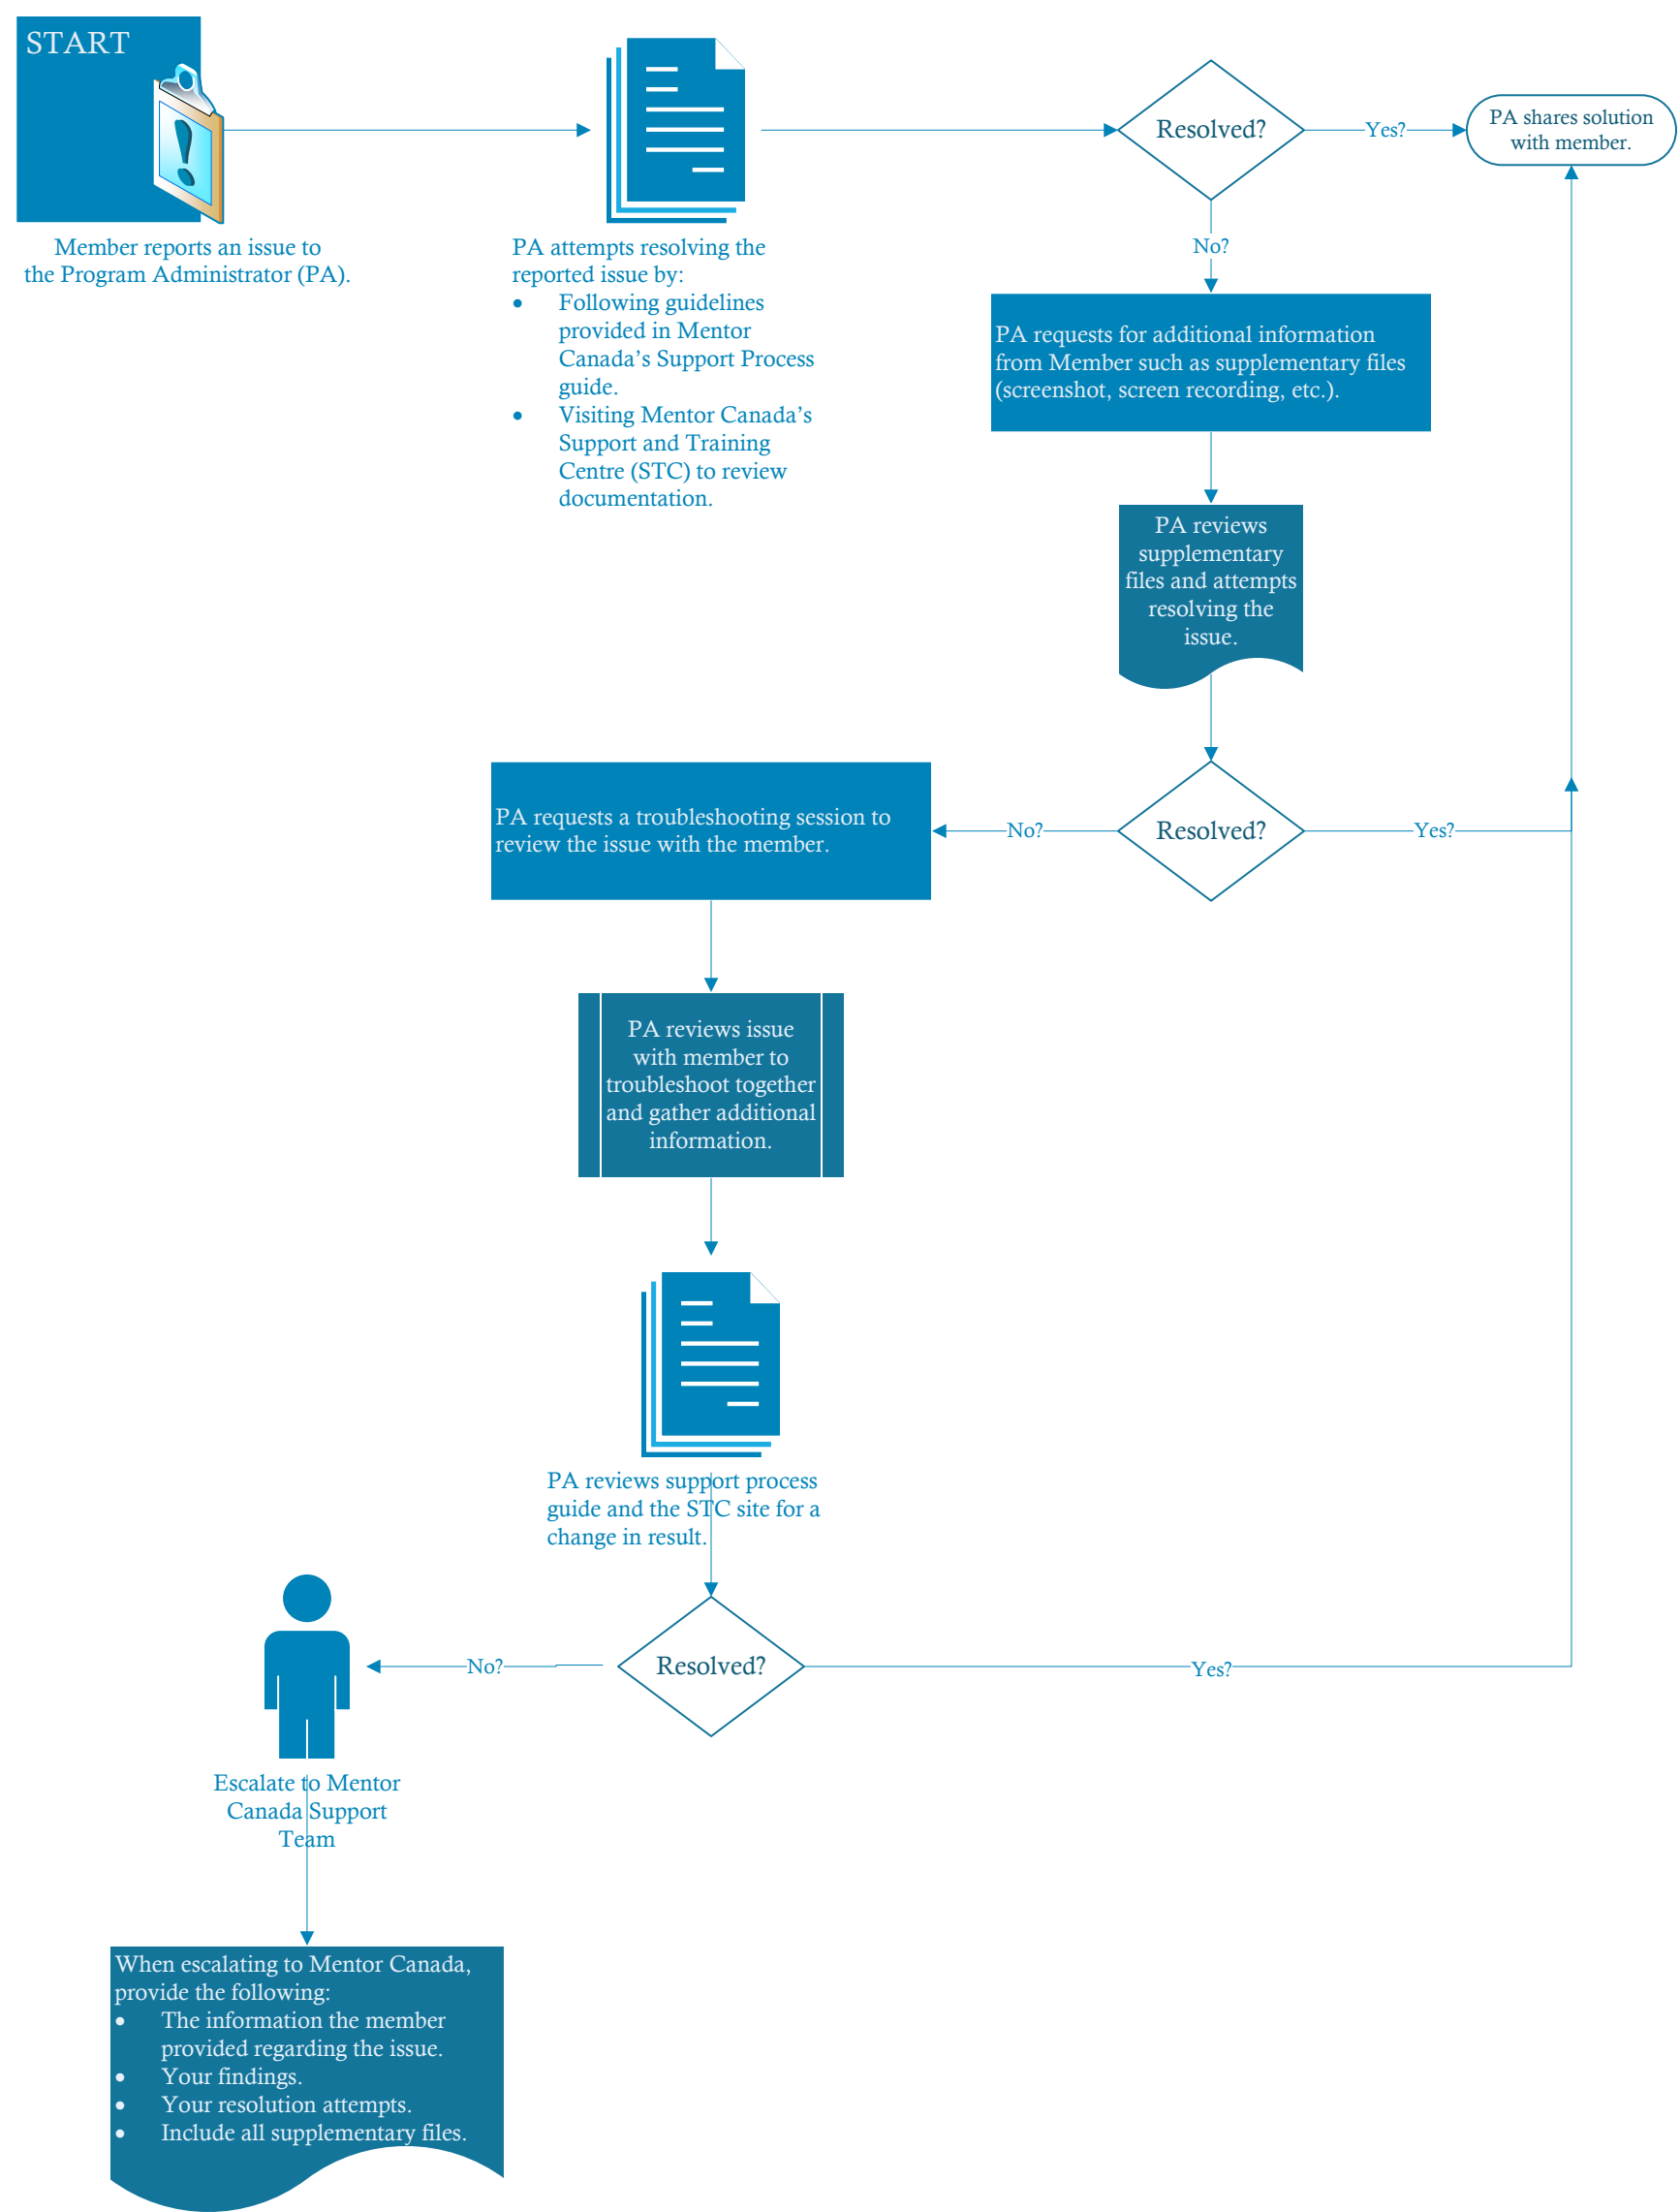 START
Member reports an issue to
the Program Administrator (PA).
PA attempts resolving the
reported issue by:
• Following guidelines
provided in Mentor
Canada’s Support Process
guide.
• Visiting Mentor Canada’s
Support and Training
Centre (STC) to review
documentation.
Resolved?
Yes?
PA shares solution
with member.
No?
PA requests for additional information
from Member such as supplementary files
(screenshot, screen recording, etc.).
PA reviews
supplementary
files and attempts
resolving the
issue.
Resolved?
Yes?
No?
PA requests a troubleshooting session to
review the issue with the member.
PA reviews issue
with member to
troubleshoot together
and gather additional
information.
PA reviews support process
guide and the STC site for a
change in result.
Resolved?
Yes?
No?
Escalate to Mentor
Canada Support
Team
When escalating to Mentor Canada,
provide the following:
• The information the member
provided regarding the issue.
• Your findings.
• Your resolution attempts.
• Include all supplementary files.